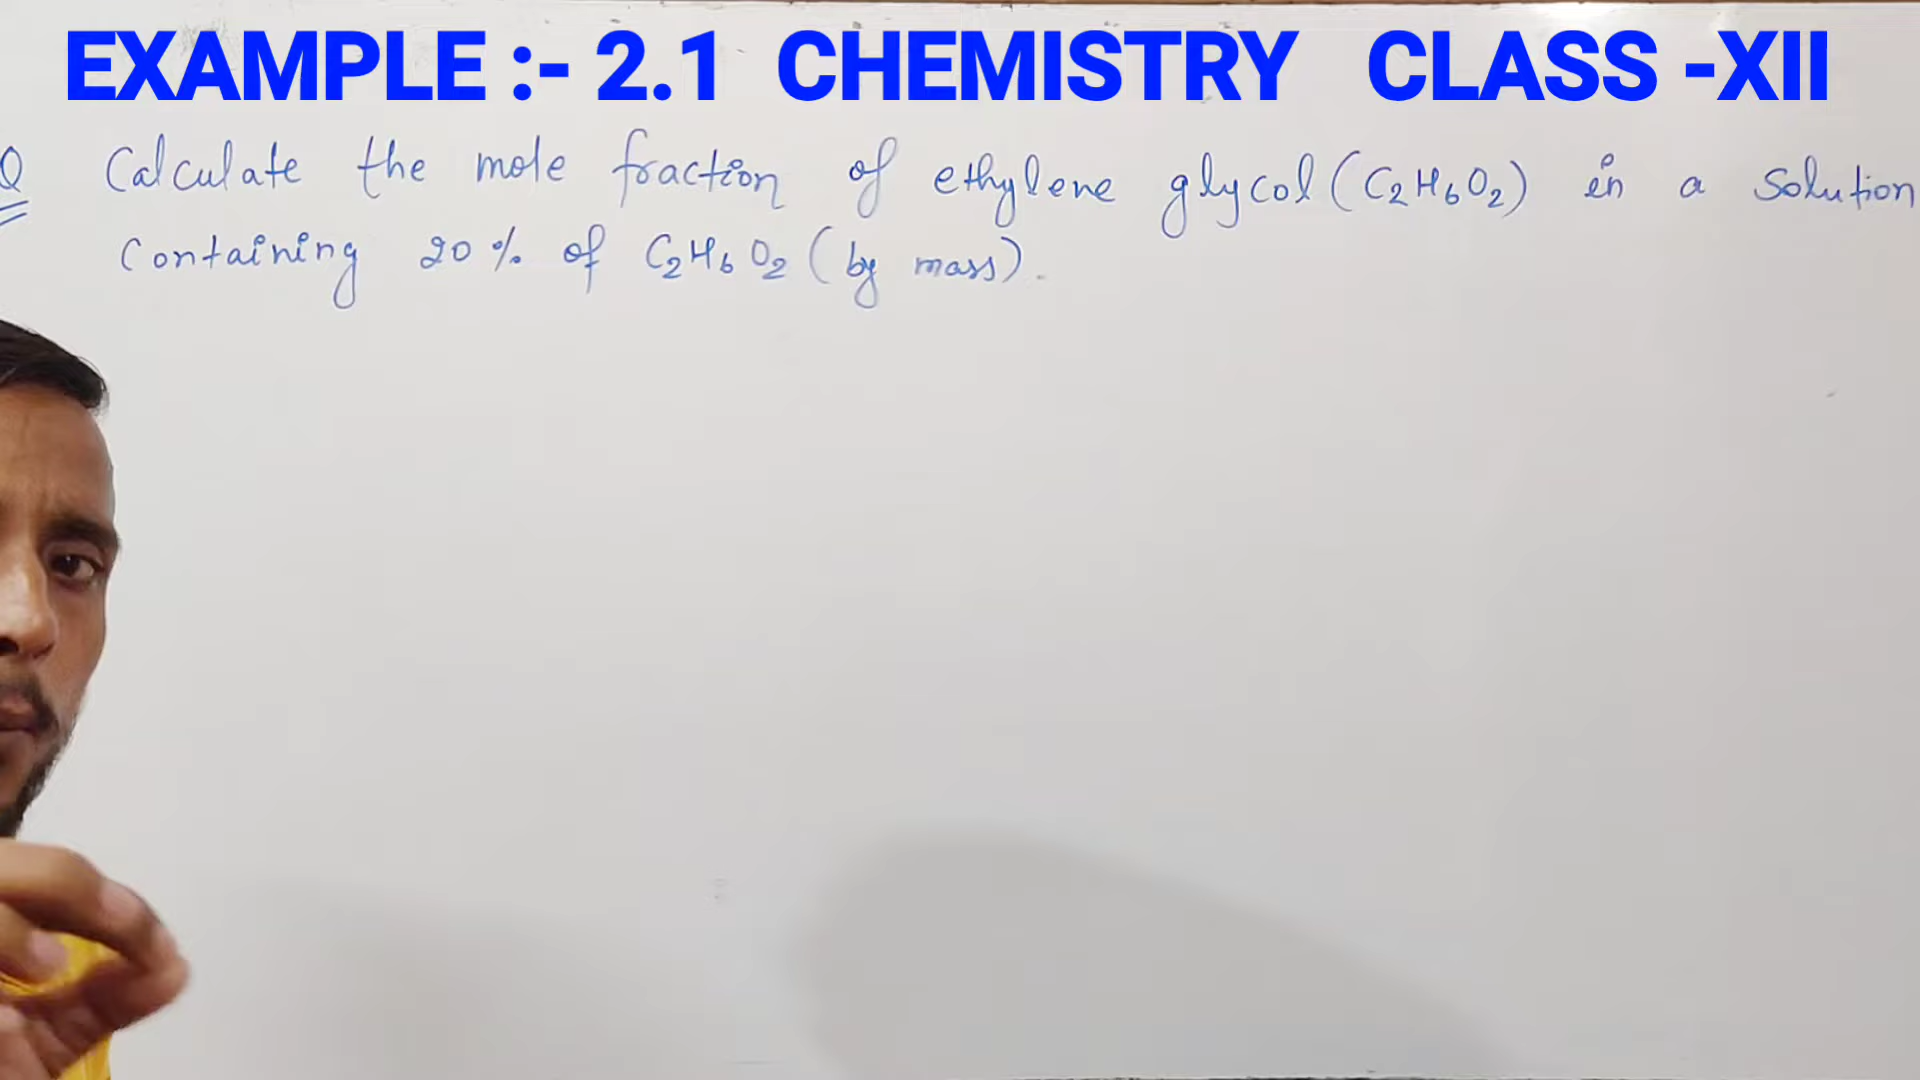 EXAMPLE :- 2.1 CHEMISTRY CLASS -XII
Q Calculate the mole fraction of ethylene glycol (C₂H₆O₂) in a solution
Containing 20% of C₂H₆O₂ (by mass).